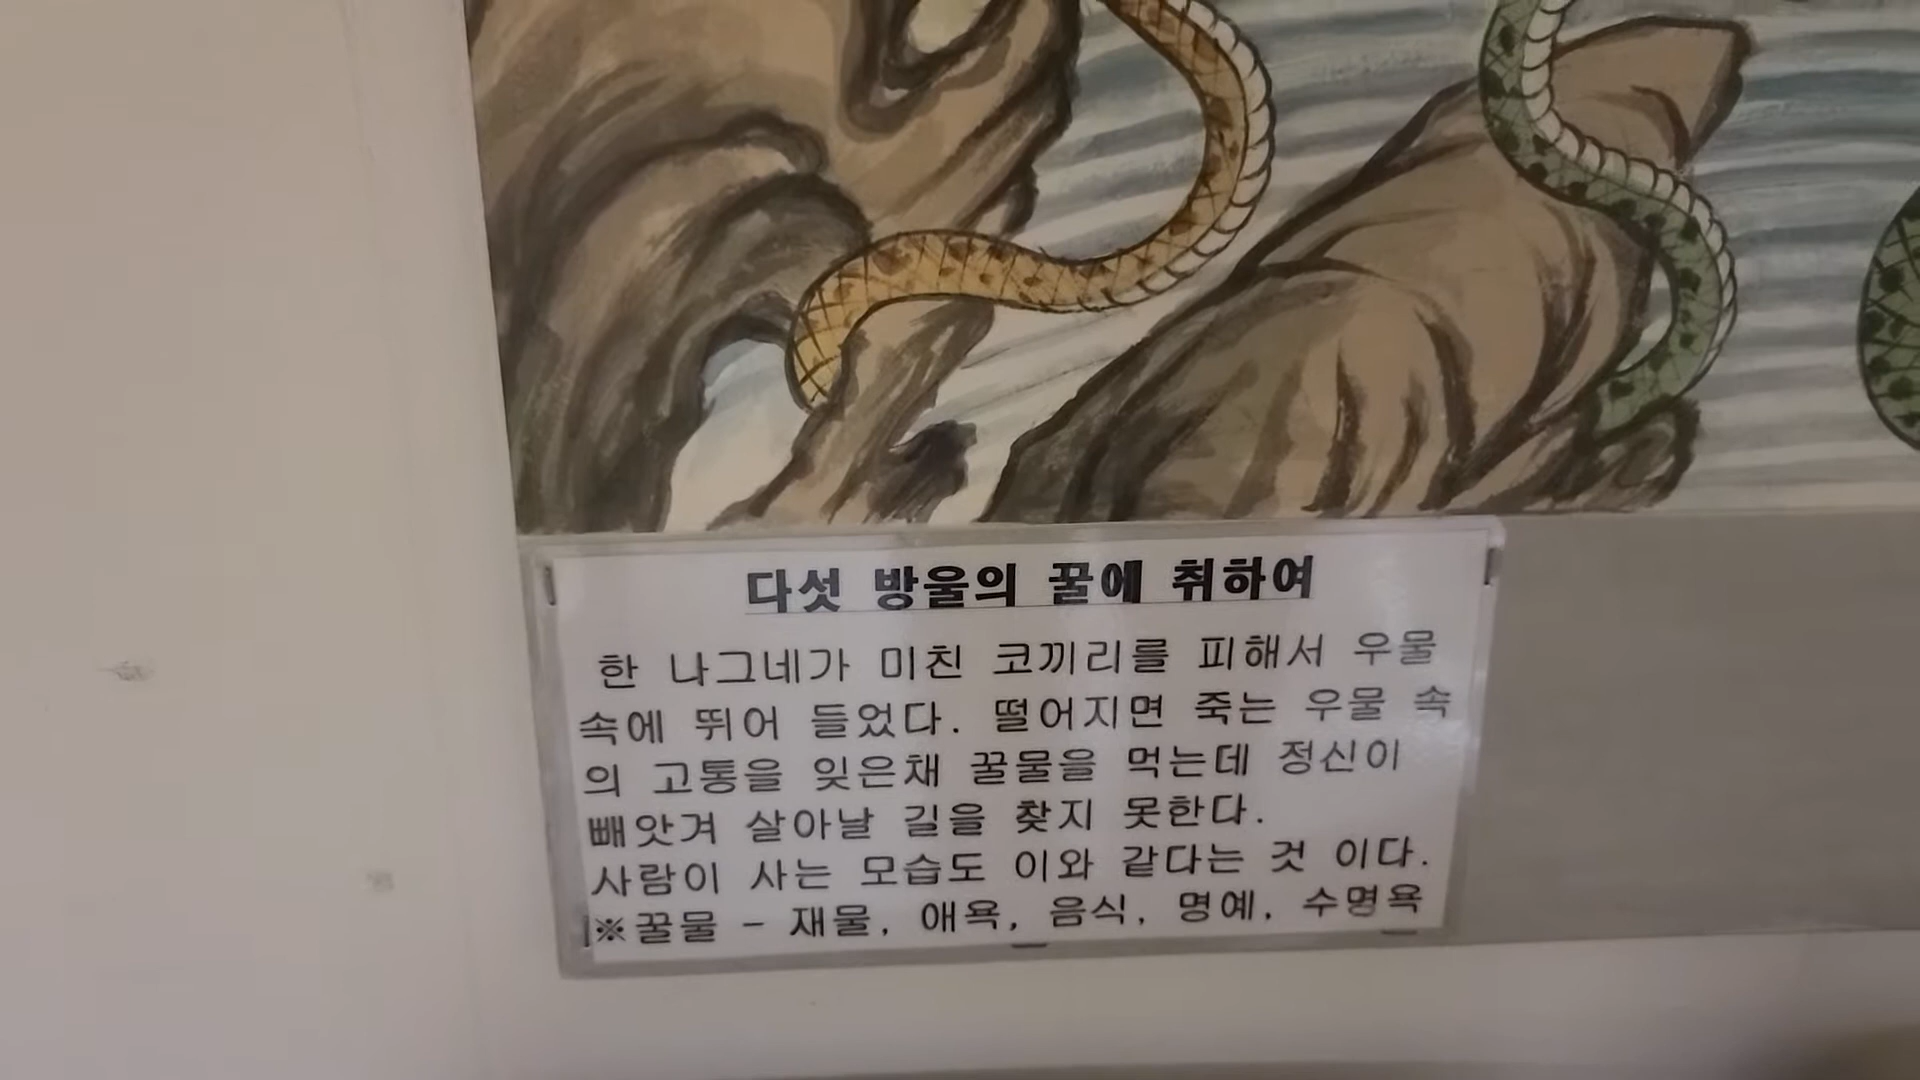 다섯 방울의 꿀에 취하여
한 나그네가 미친 코끼리를 피해서 우물
속에 뛰어 들었다. 떨어지면 죽는 우물 속
의 고통을 잊은채 꿀물을 먹는데 정신이
빼앗겨 살아날 길을 찾지 못한다.
사람이 사는 모습도 이와 같다는 것 이다.
※꿀물 - 재물, 애욕, 음식, 명예, 수명욕